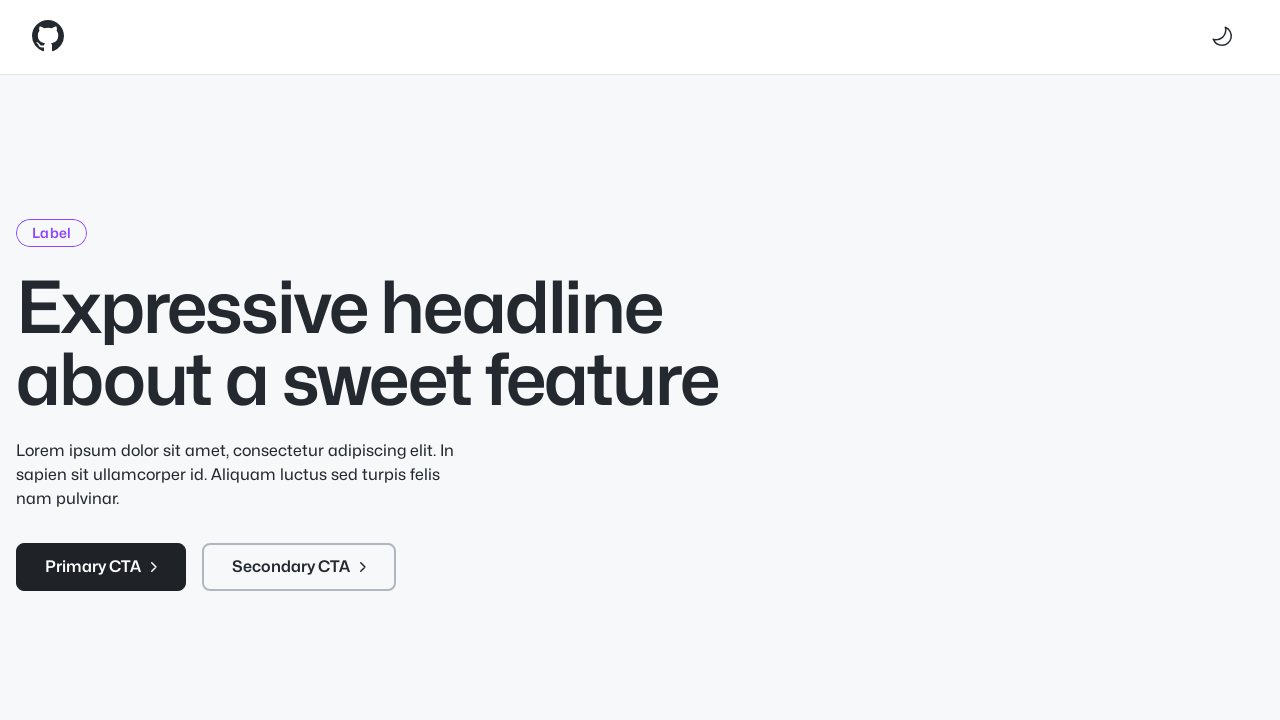 Label
Expressive headline
about a sweet feature
Lorem ipsum dolor sit amet, consectetur adipiscing elit. In
sapien sit ullamcorper id. Aliquam luctus sed turpis felis
nam pulvinar.
Primary CTA
Secondary CTA